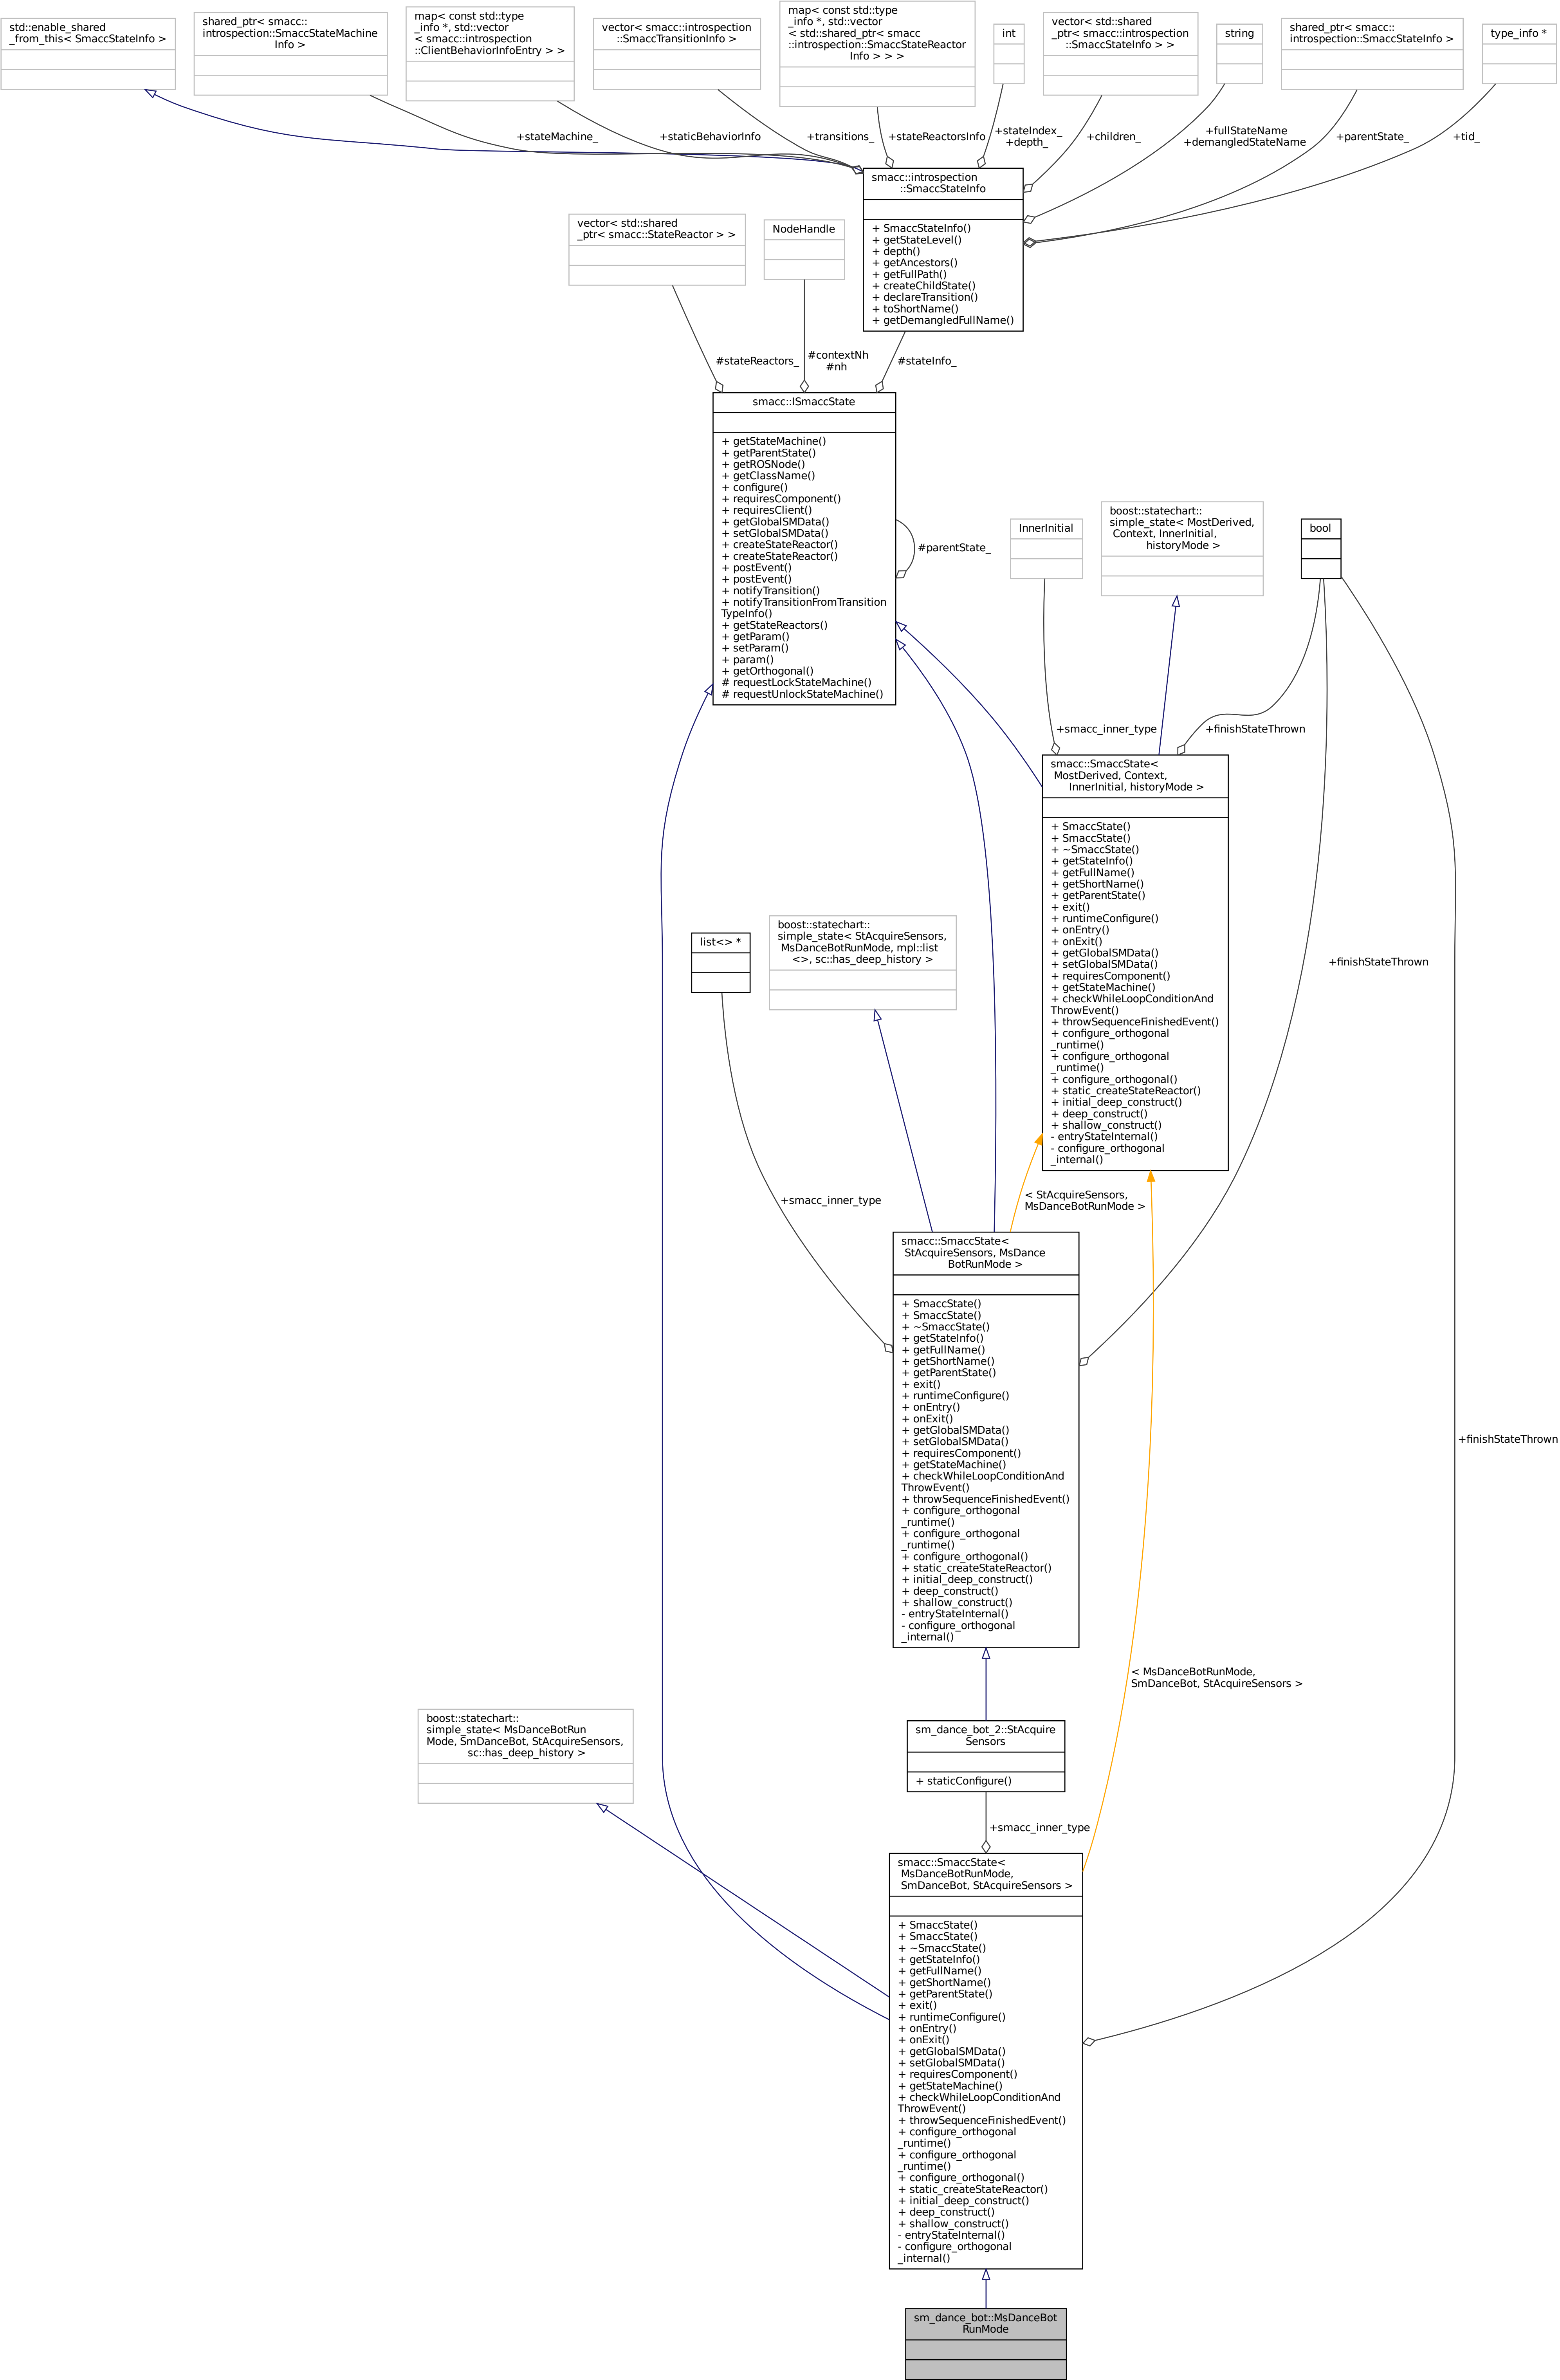 std::enable_shared
_from_this< SmaccStateInfo >
shared_ptr< smacc::
introspection::SmaccStateMachine
Info >
map< const std::type
_info *, std::vector
< smacc::introspection
::ClientBehaviorInfoEntry > >
vector< smacc::introspection
::SmaccTransitionInfo >
map< const std::type
_info *, std::vector
< std::shared_ptr< smacc
::introspection::SmaccStateReactor
Info > > >
int
vector< std::shared
_ptr< smacc::introspection
::SmaccStateInfo > >
string
shared_ptr< smacc::
introspection::SmaccStateInfo >
type_info *
+stateMachine_
+staticBehaviorInfo
+transitions_
+stateReactorsInfo
+stateIndex_
+depth_
+children_
+fullStateName
+demangledStateName
+parentState_
+tid_
smacc::introspection
::SmaccStateInfo
+ SmaccStateInfo()
+ getStateLevel()
+ depth()
+ getAncestors()
+ getFullPath()
+ createChildState()
+ declareTransition()
+ toShortName()
+ getDemangledFullName()
vector< std::shared
_ptr< smacc::StateReactor > >
NodeHandle
#stateReactors_
#contextNh
#nh
#stateInfo_
smacc::ISmaccState
+ getStateMachine()
+ getParentState()
+ getROSNode()
+ getClassName()
+ configure()
+ requiresComponent()
+ requiresClient()
+ getGlobalSMData()
+ setGlobalSMData()
+ createStateReactor()
+ createStateReactor()
+ postEvent()
+ postEvent()
+ notifyTransition()
+ notifyTransitionFromTransition
TypeInfo()
+ getStateReactors()
+ getParam()
+ setParam()
+ param()
+ getOrthogonal()
# requestLockStateMachine()
# requestUnlockStateMachine()
#parentState_
InnerInitial
boost::statechart::
simple_state< MostDerived,
Context, InnerInitial,
historyMode >
bool
+smacc_inner_type
+finishStateThrown
smacc::SmaccState<
MostDerived, Context,
InnerInitial, historyMode >
+ SmaccState()
+ SmaccState()
+ ~SmaccState()
+ getStateInfo()
+ getFullName()
+ getShortName()
+ getParentState()
+ exit()
+ runtimeConfigure()
+ onEntry()
+ onExit()
+ getGlobalSMData()
+ setGlobalSMData()
+ requiresComponent()
+ getStateMachine()
+ checkWhileLoopConditionAnd
ThrowEvent()
+ throwSequenceFinishedEvent()
+ configure_orthogonal
_runtime()
+ configure_orthogonal
_runtime()
+ configure_orthogonal()
+ static_createStateReactor()
+ initial_deep_construct()
+ deep_construct()
+ shallow_construct()
- entryStateInternal()
- configure_orthogonal
_internal()
list<> *
boost::statechart::
simple_state< StAcquireSensors,
MsDanceBotRunMode, mpl::list
<>, sc::has_deep_history >
+finishStateThrown
+smacc_inner_type
< StAcquireSensors,
MsDanceBotRunMode >
smacc::SmaccState<
StAcquireSensors, MsDance
BotRunMode >
+ SmaccState()
+ SmaccState()
+ ~SmaccState()
+ getStateInfo()
+ getFullName()
+ getShortName()
+ getParentState()
+ exit()
+ runtimeConfigure()
+ onEntry()
+ onExit()
+ getGlobalSMData()
+ setGlobalSMData()
+ requiresComponent()
+ getStateMachine()
+ checkWhileLoopConditionAnd
ThrowEvent()
+ throwSequenceFinishedEvent()
+ configure_orthogonal
_runtime()
+ configure_orthogonal
_runtime()
+ configure_orthogonal()
+ static_createStateReactor()
+ initial_deep_construct()
+ deep_construct()
+ shallow_construct()
- entryStateInternal()
- configure_orthogonal
_internal()
+finishStateThrown
< MsDanceBotRunMode,
SmDanceBot, StAcquireSensors >
boost::statechart::
simple_state< MsDanceBotRun
Mode, SmDanceBot, StAcquireSensors,
sc::has_deep_history >
sm_dance_bot_2::StAcquire
Sensors
+ staticConfigure()
+smacc_inner_type
smacc::SmaccState<
MsDanceBotRunMode,
SmDanceBot, StAcquireSensors >
+ SmaccState()
+ SmaccState()
+ ~SmaccState()
+ getStateInfo()
+ getFullName()
+ getShortName()
+ getParentState()
+ exit()
+ runtimeConfigure()
+ onEntry()
+ onExit()
+ getGlobalSMData()
+ setGlobalSMData()
+ requiresComponent()
+ getStateMachine()
+ checkWhileLoopConditionAnd
ThrowEvent()
+ throwSequenceFinishedEvent()
+ configure_orthogonal
_runtime()
+ configure_orthogonal
_runtime()
+ configure_orthogonal()
+ static_createStateReactor()
+ initial_deep_construct()
+ deep_construct()
+ shallow_construct()
- entryStateInternal()
- configure_orthogonal
_internal()
sm_dance_bot::MsDanceBot
RunMode